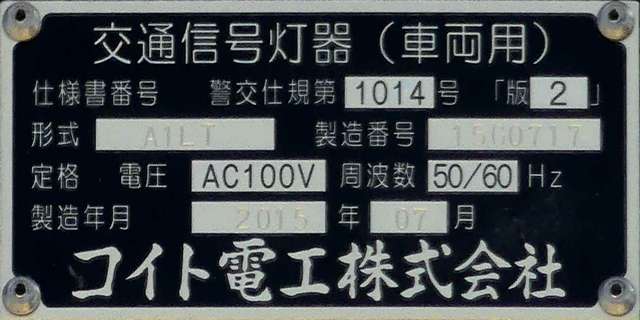 交通信号灯器（車両用）
仕様書番号 警交仕規第 1014 号 「版 2 」
形式 A1LT 製造番号 15G0717
定格 電圧 AC100V 周波数 50/60 Hz
製造年月 2015 年 07 月
コイト電工株式会社